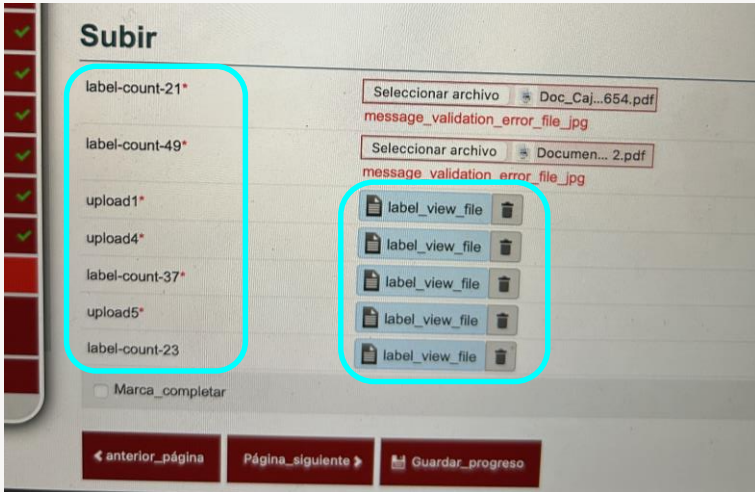 Subir
label-count-21*
Seleccionar archivo Doc_Caj...654.pdf
message_validation_error_file_jpg
label-count-49*
Seleccionar archivo Documen... 2.pdf
message_validation_error_file_jpg
upload1* label_view_file
upload4* label_view_file
label-count-37* label_view_file
upload5* label_view_file
label-count-23 label_view_file
Marca_completar
anterior_página Página_siguiente Guardar_progreso